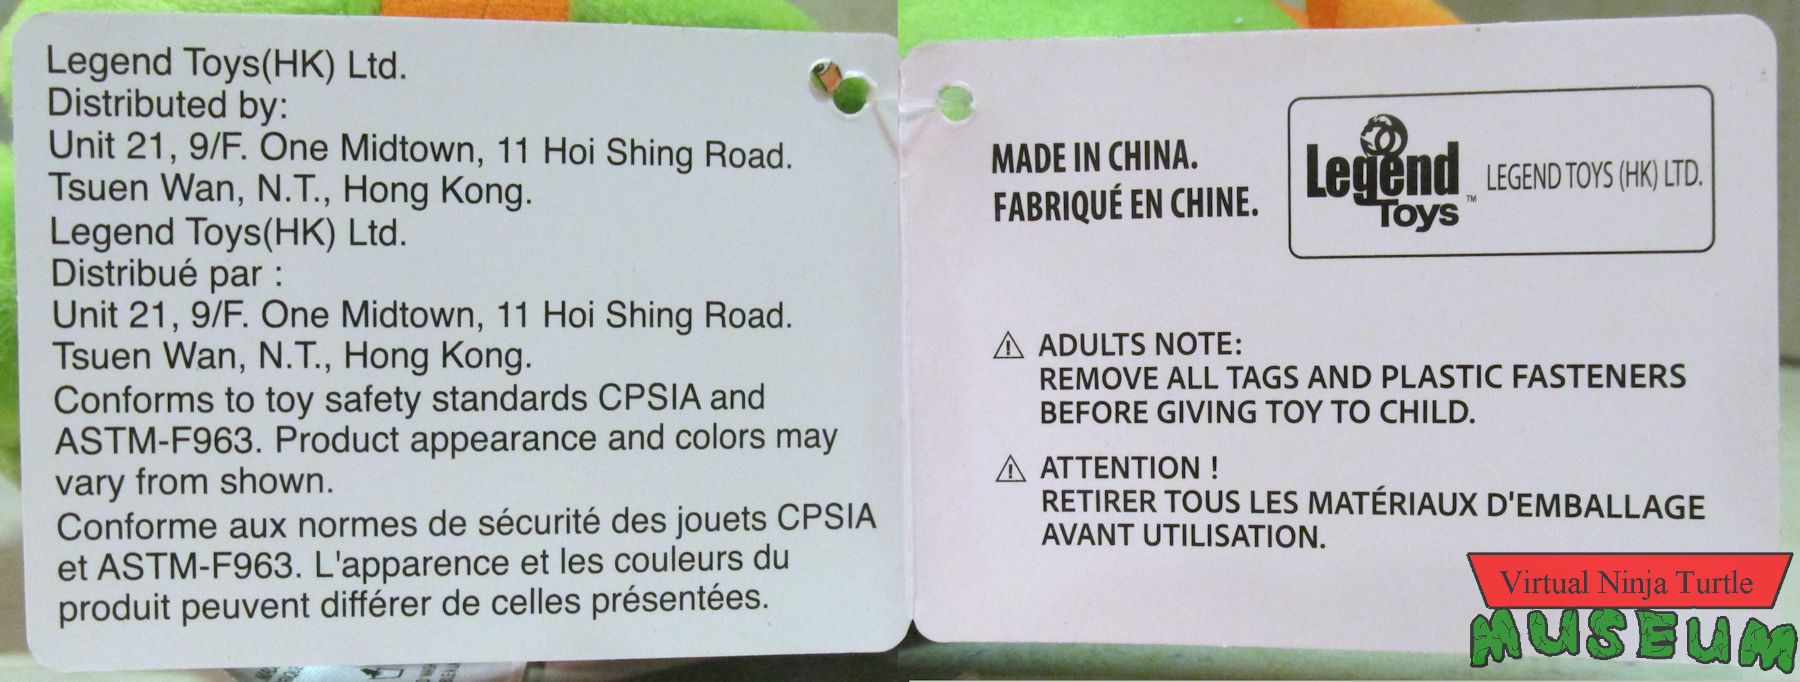 Legend Toys(HK) Ltd.
Distributed by:
Unit 21, 9/F. One Midtown, 11 Hoi Shing Road.
Tsuen Wan, N.T., Hong Kong.
Legend Toys(HK) Ltd.
Distribué par :
Unit 21, 9/F. One Midtown, 11 Hoi Shing Road.
Tsuen Wan, N.T., Hong Kong.
Conforms to toy safety standards CPSIA and
ASTM-F963. Product appearance and colors may
vary from shown.
Conforme aux normes de sécurité des jouets CPSIA
et ASTM-F963. L'apparence et les couleurs du
produit peuvent différer de celles présentées.
MADE IN CHINA.
FABRIQUÉ EN CHINE.
Legend
Toys™
LEGEND TOYS (HK) LTD.
ADULTS NOTE:
REMOVE ALL TAGS AND PLASTIC FASTENERS
BEFORE GIVING TOY TO CHILD.
ATTENTION !
RETIRER TOUS LES MATÉRIAUX D'EMBALLAGE
AVANT UTILISATION.
Virtual Ninja Turtle
MUSEUM